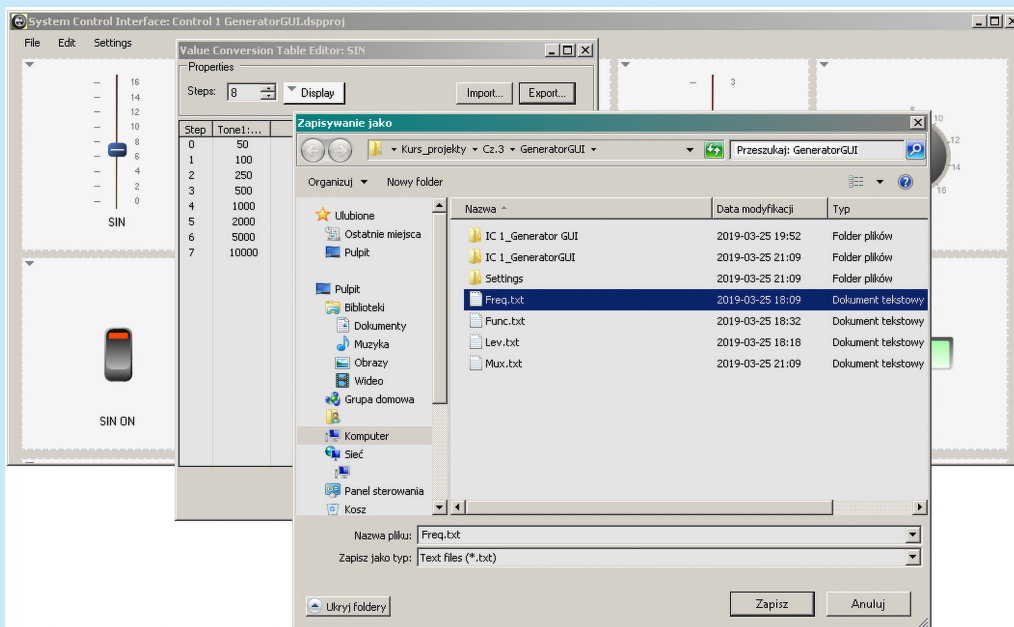 System Control Interface: Control 1 GeneratorGUI.dspproj
File Edit Settings
16
14
12
10
8
6
4
2
0
SIN
SIN ON
3
9
10
12
14
16
Value Conversion Table Editor: SIN
Properties
Steps: 8 Display Import... Export...
Step Tone1:...
0 50
1 100
2 250
3 500
4 1000
5 2000
6 5000
7 10000
Zapisywanie jako
Kurs_projekty Cz.3 GeneratorGUI Przeszukaj: GeneratorGUI
Organizuj Nowy folder
Ulubione
Ostatnie miejsca
Pulpit
Pulpit
Biblioteki
Dokumenty
Muzyka
Obrazy
Wideo
Grupa domowa
Komputer
Sieć
Panel sterowania
Kosz
Nazwa Data modyfikacji Typ
IC 1_Generator GUI 2019-03-25 19:52 Folder plików
IC 1_GeneratorGUI 2019-03-25 21:09 Folder plików
Settings 2019-03-25 21:09 Folder plików
Freq.txt 2019-03-25 18:09 Dokument tekstowy
Func.txt 2019-03-25 18:32 Dokument tekstowy
Lev.txt 2019-03-25 18:18 Dokument tekstowy
Mux.txt 2019-03-25 21:09 Dokument tekstowy
Nazwa pliku: Freq.txt
Zapisz jako typ: Text files (*.txt)
Ukryj foldery Zapisz Anuluj